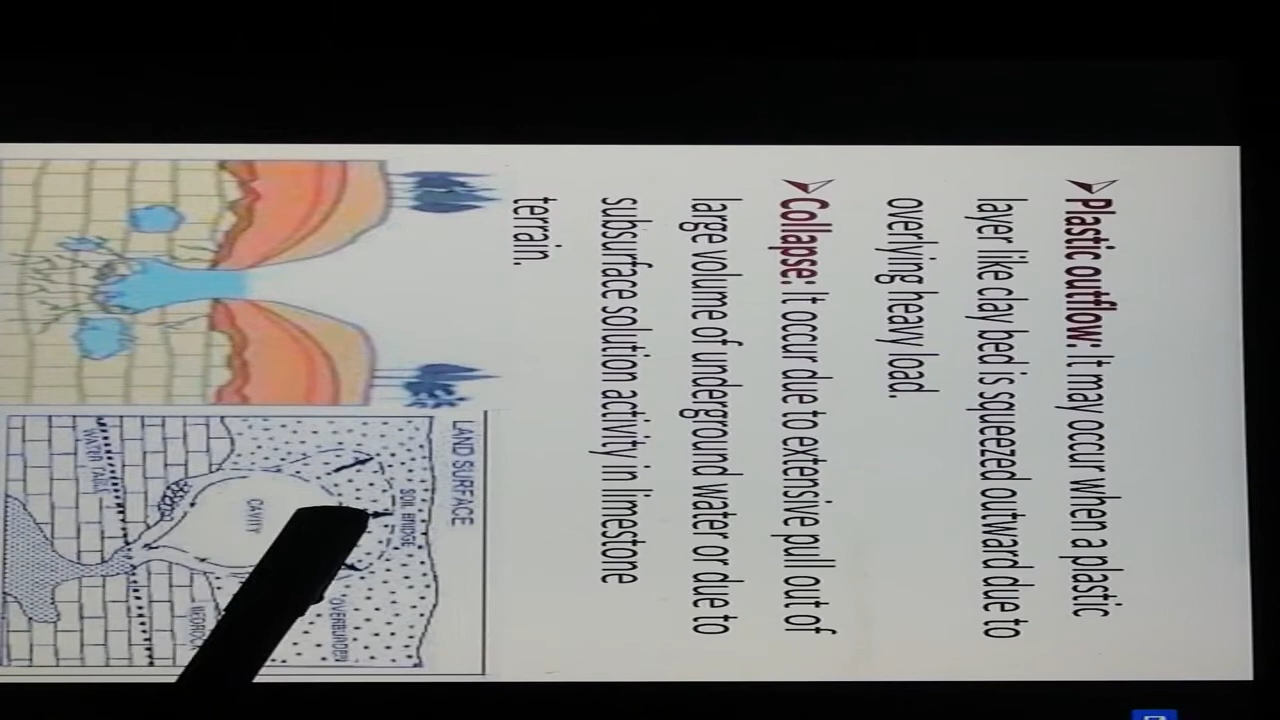 Plastic outflow: It may occur when a plastic
layer like clay bed is squeezed outward due to
overlying heavy load.
Collapse: It occur due to extensive pull out of
large volume of underground water or due to
subsurface solution activity in limestone
terrain.
LAND SURFACE
SOIL BRIDGE
OVERBURDEN
CAVITY
WATER TABLE